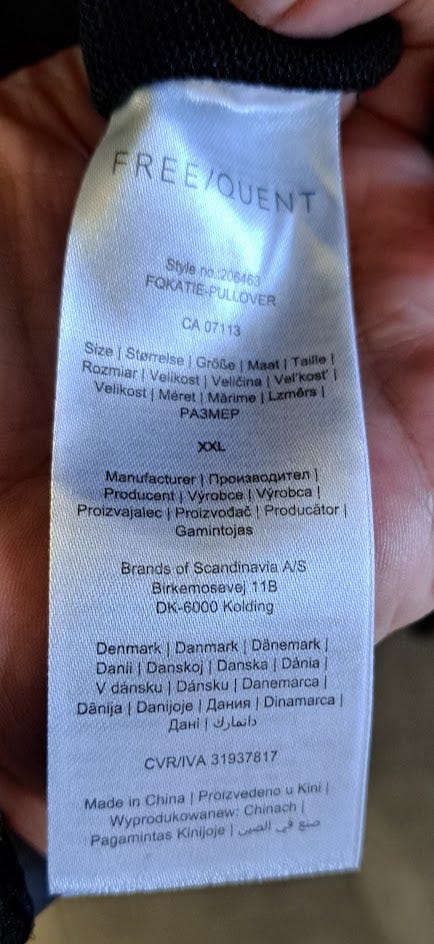 FREE/QUENT
Style no.:206463
FQKATIE-PULLOVER
CA 07113
Size | Størrelse | Größe | Maat | Taille |
Rozmiar | Velikost | Veličina | Veľkosť |
Velikost | Méret | Mărime | Lzmērs |
РАЗМЕР
XXL
Manufacturer | Производител |
Producent | Výrobce | Výrobca |
Proizvajalec | Proizvođač | Producător |
Gamintojas
Brands of Scandinavia A/S
Birkemosevej 11B
DK-6000 Kolding
Denmark | Danmark | Dänemark |
Danii | Danskoj | Danska | Dánia |
V dánsku | Dánsku | Danemarca |
Dānija | Danijoje | Дания | Dinamarca |
Дані | دانمارك
CVR/IVA 31937817
Made in China | Proizvedeno u Kini |
Wyprodukowanew: Chinach |
Pagamintas Kinijoje | صنع في الصين